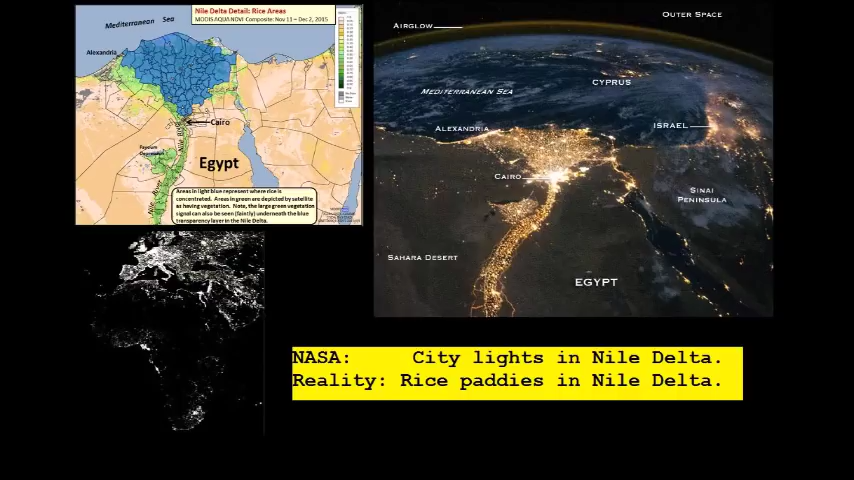 Nile Delta Detail: Rice Areas
MODIS AQUA NDVI Composite: Nov 11 – Dec 2, 2015
Mediterranean Sea
Alexandria
Cairo
Nile River
Fayoum
Depression
Egypt
Areas in light blue represent where rice is
concentrated. Areas in green are depicted by satellite
as having vegetation. Note, the large green vegetation
signal can also be seen (faintly) underneath the blue
transparency layer in the Nile Delta.
AIRGLOW
OUTER SPACE
CYPRUS
MEDITERRANEAN SEA
ALEXANDRIA
ISRAEL
CAIRO
SINAI
PENINSULA
SAHARA DESERT
EGYPT
NASA: City lights in Nile Delta.
Reality: Rice paddies in Nile Delta.